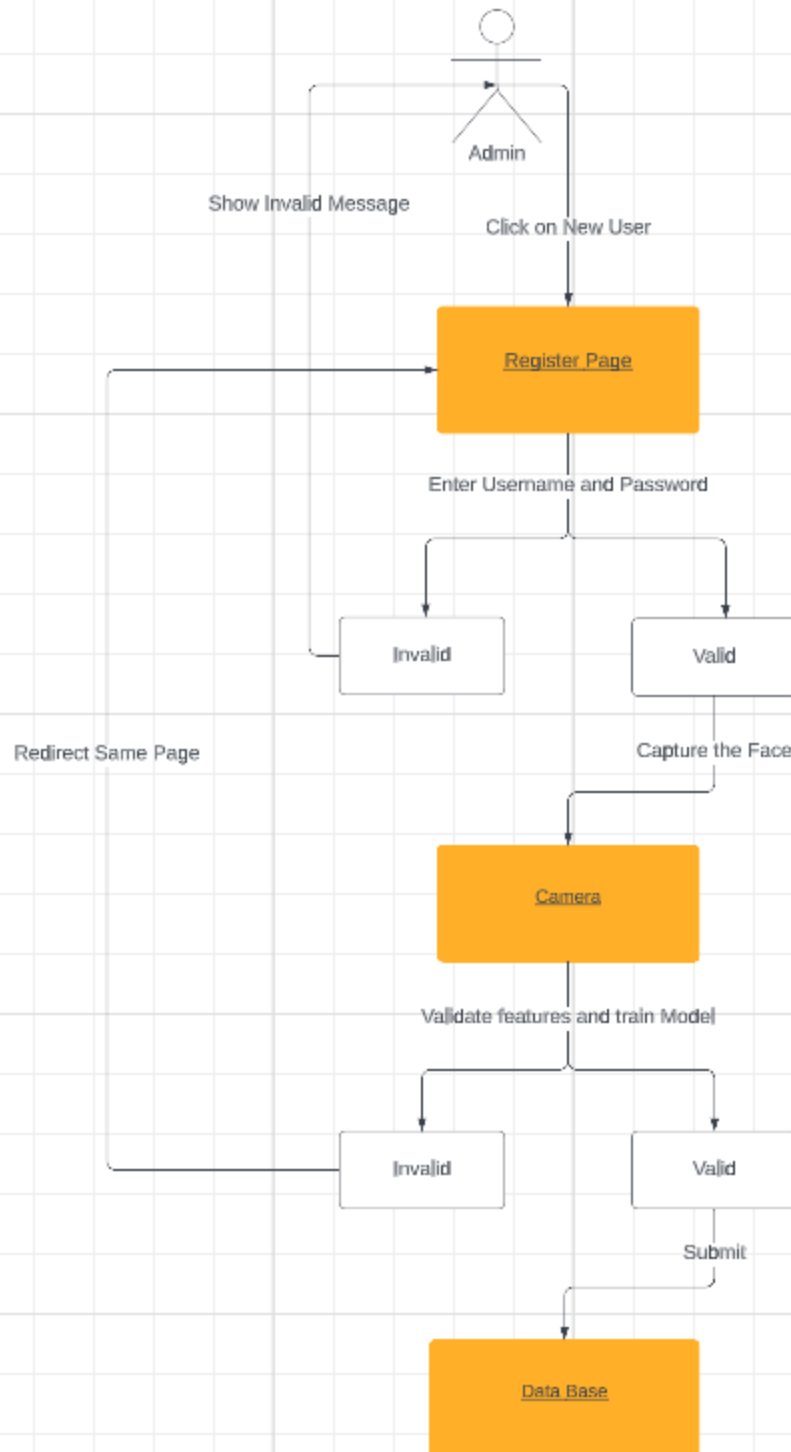 Admin
Show Invalid Message
Click on New User
Register Page
Enter Username and Password
Invalid
Valid
Redirect Same Page
Capture the Face
Camera
Validate features and train Model
Invalid
Valid
Submit
Data Base